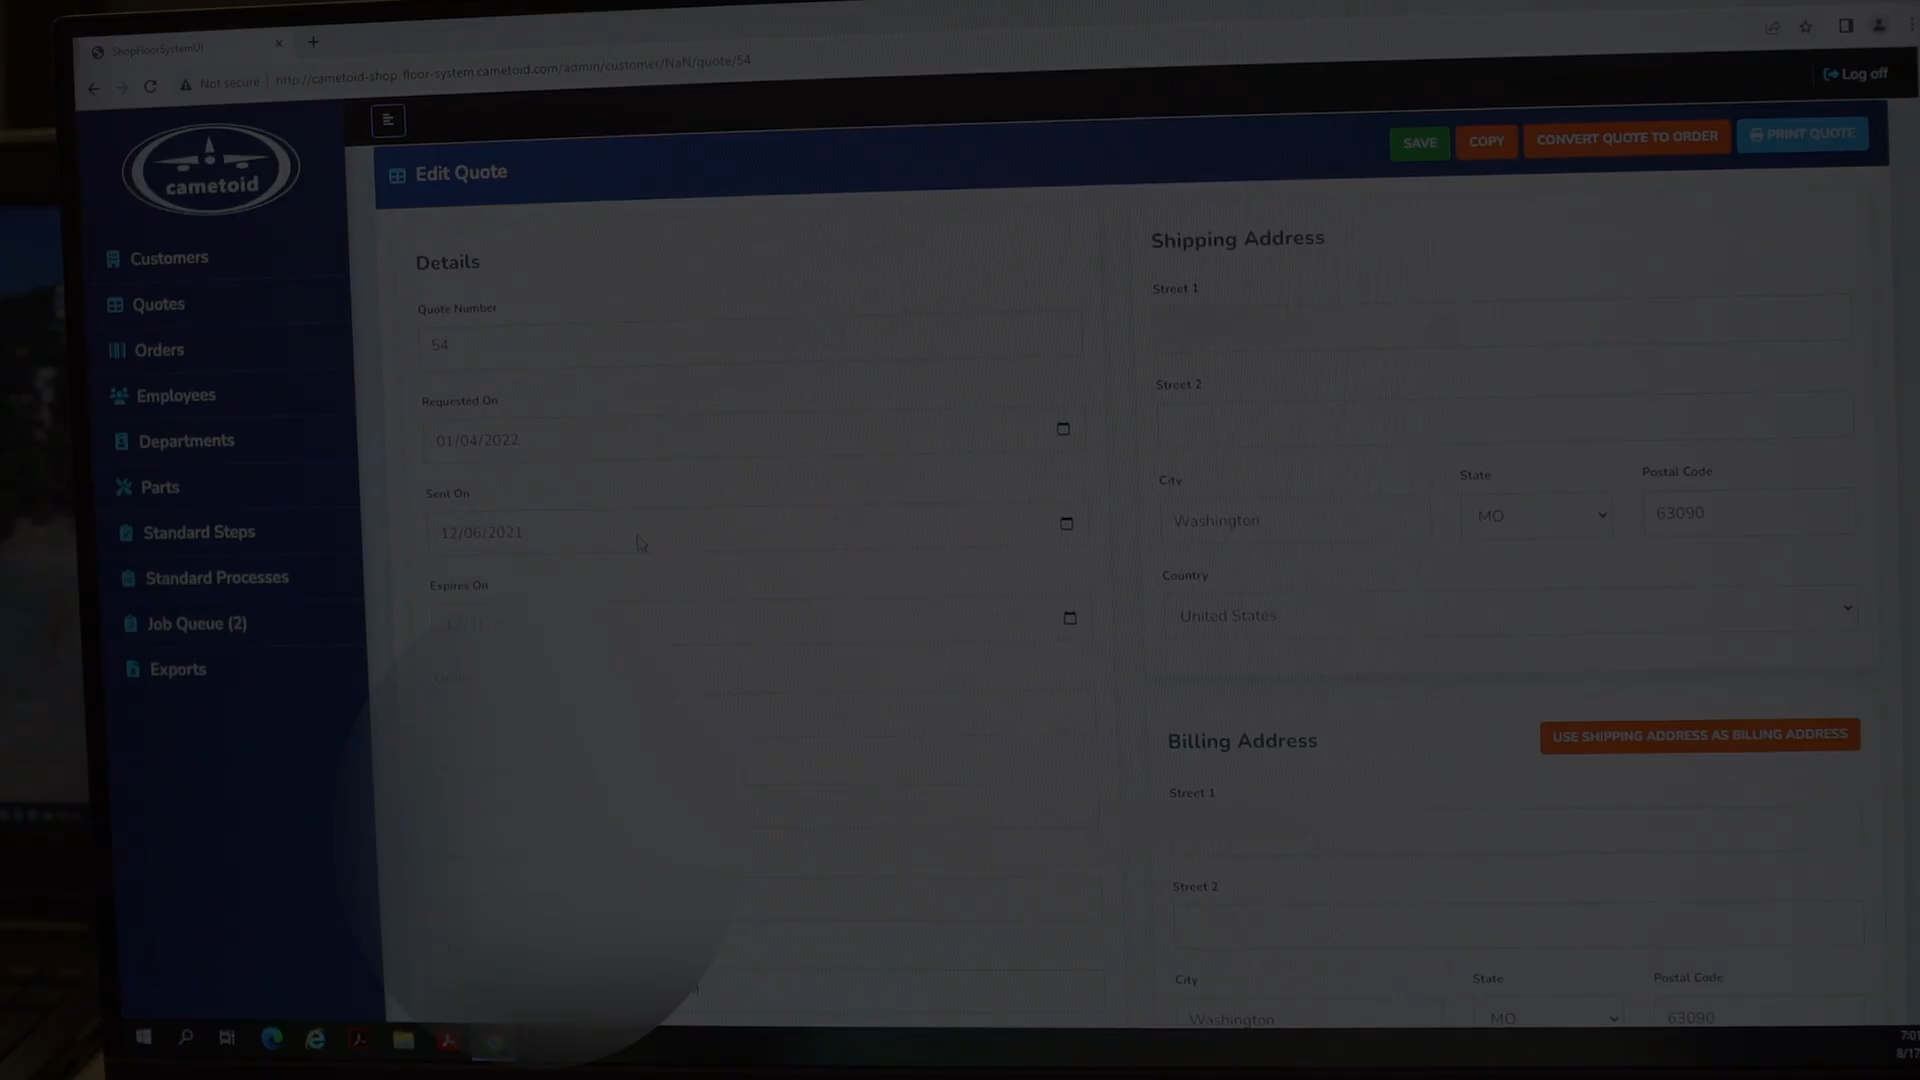 ShopFloorSystemUI
Not secure
http://cametoid-shop-floor-system.cametoid.com/admin/customer/NaN/quote/54
Log off
cametoid
Edit Quote
SAVE
COPY
CONVERT QUOTE TO ORDER
PRINT QUOTE
Customers
Quotes
Orders
Employees
Departments
Parts
Standard Steps
Standard Processes
Job Queue (2)
Exports
Details
Quote Number
54
Requested On
01/04/2022
Sent On
12/06/2021
Expires On
Shipping Address
Street 1
Street 2
City
State
Postal Code
Washington
MO
63090
Country
United States
Billing Address
USE SHIPPING ADDRESS AS BILLING ADDRESS
Street 1
Street 2
City
State
Postal Code
Washington
MO
63090
7:01
8/17